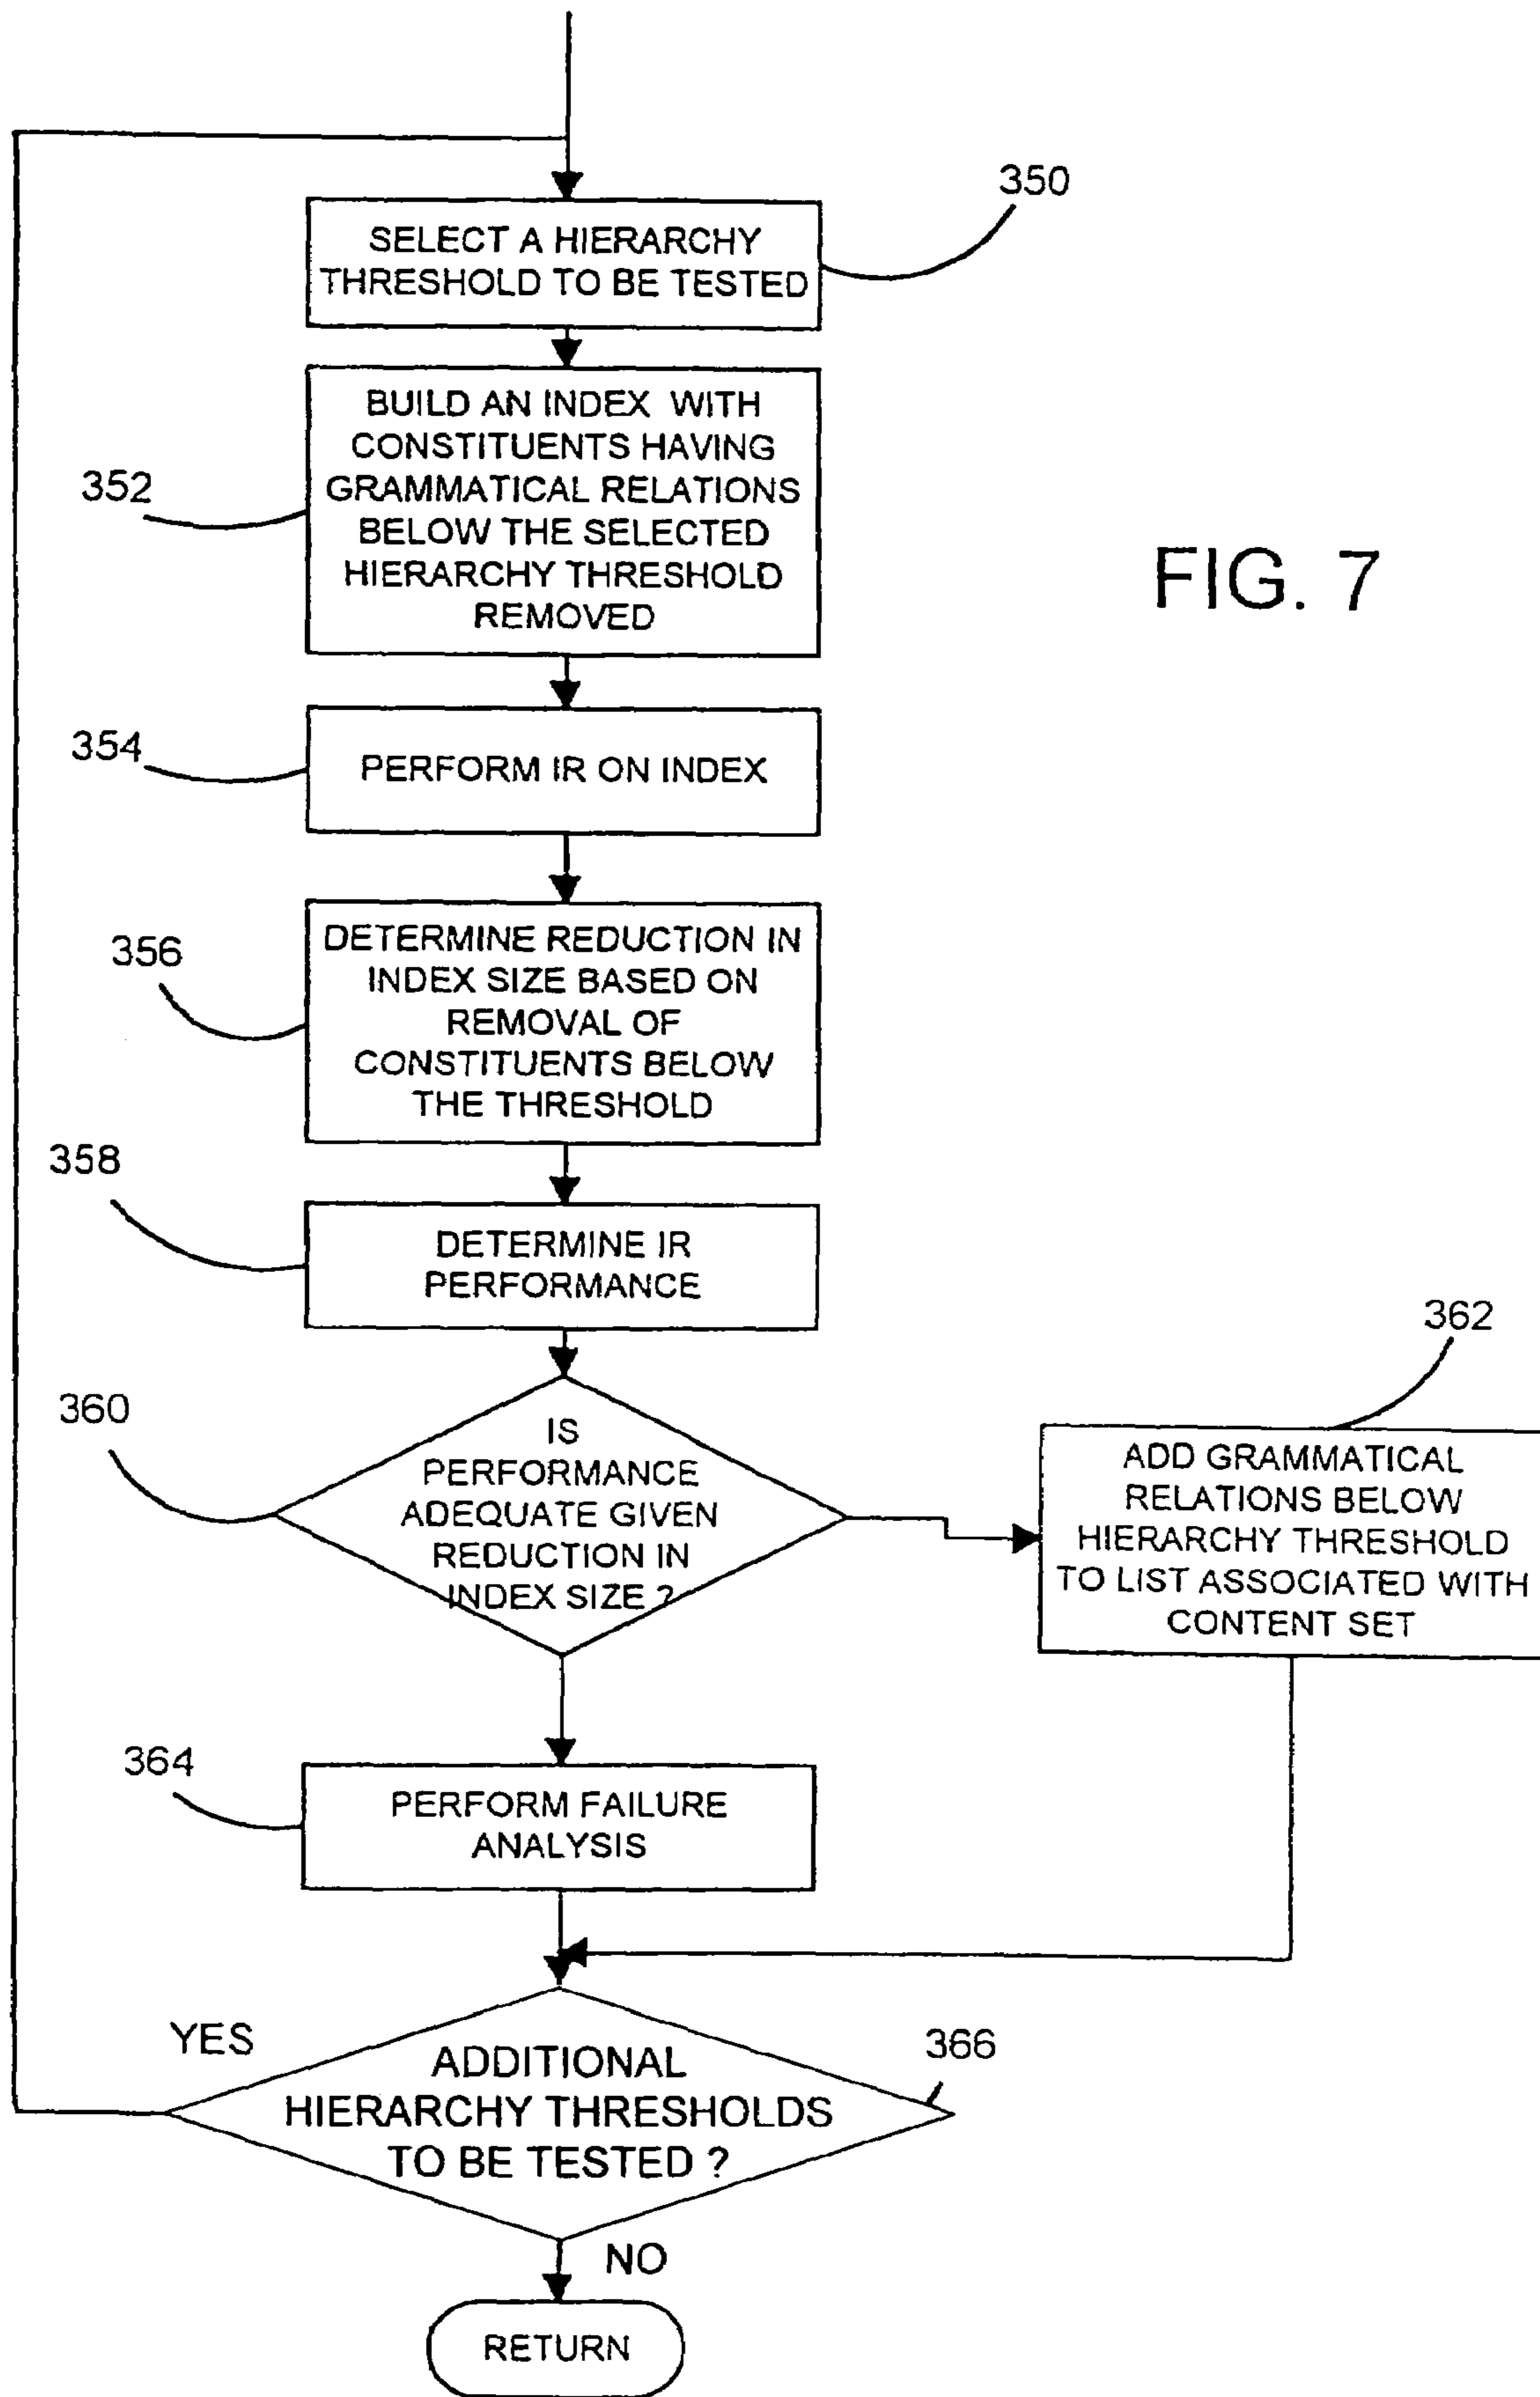 350
SELECT A HIERARCHY
THRESHOLD TO BE TESTED
352
BUILD AN INDEX WITH
CONSTITUENTS HAVING
GRAMMATICAL RELATIONS
BELOW THE SELECTED
HIERARCHY THRESHOLD
REMOVED
FIG. 7
354
PERFORM IR ON INDEX
356
DETERMINE REDUCTION IN
INDEX SIZE BASED ON
REMOVAL OF
CONSTITUENTS BELOW
THE THRESHOLD
358
DETERMINE IR
PERFORMANCE
360
IS
PERFORMANCE
ADEQUATE GIVEN
REDUCTION IN
INDEX SIZE ?
362
ADD GRAMMATICAL
RELATIONS BELOW
HIERARCHY THRESHOLD
TO LIST ASSOCIATED WITH
CONTENT SET
364
PERFORM FAILURE
ANALYSIS
YES
366
ADDITIONAL
HIERARCHY THRESHOLDS
TO BE TESTED ?
NO
RETURN